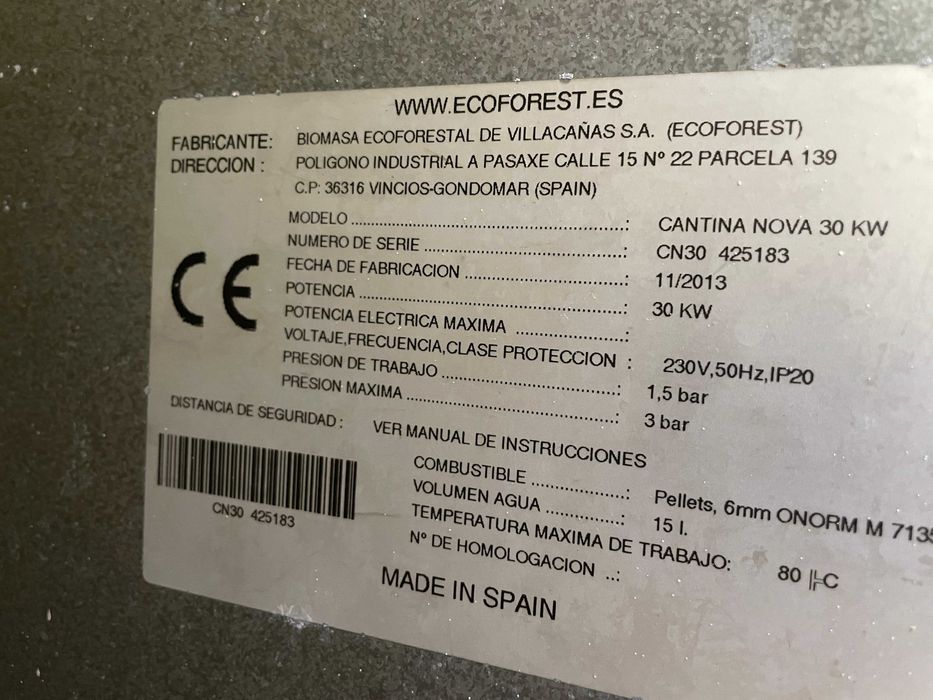 WWW.ECOFOREST.ES
FABRICANTE: BIOMASA ECOFORESTAL DE VILLACAÑAS S.A. (ECOFOREST)
DIRECCION : POLIGONO INDUSTRIAL A PASAXE CALLE 15 Nº 22 PARCELA 139
C.P: 36316 VINCIOS-GONDOMAR (SPAIN)
MODELO ..............................: CANTINA NOVA 30 KW
NUMERO DE SERIE ..............................: CN30 425183
FECHA DE FABRICACION ..............................: 11/2013
POTENCIA ..............................: 30 KW
POTENCIA ELECTRICA MAXIMA ....................:
VOLTAJE,FRECUENCIA,CLASE PROTECCION : 230V,50Hz,IP20
PRESION DE TRABAJO ..............................: 1,5 bar
PRESION MAXIMA ..............................: 3 bar
CE
DISTANCIA DE SEGURIDAD : VER MANUAL DE INSTRUCCIONES
COMBUSTIBLE ....................: Pellets, 6mm ONORM M 7135
VOLUMEN AGUA ...............: 15 l.
TEMPERATURA MAXIMA DE TRABAJO: 80 ╟C
Nº DE HOMOLOGACION ..:
CN30 425183
MADE IN SPAIN